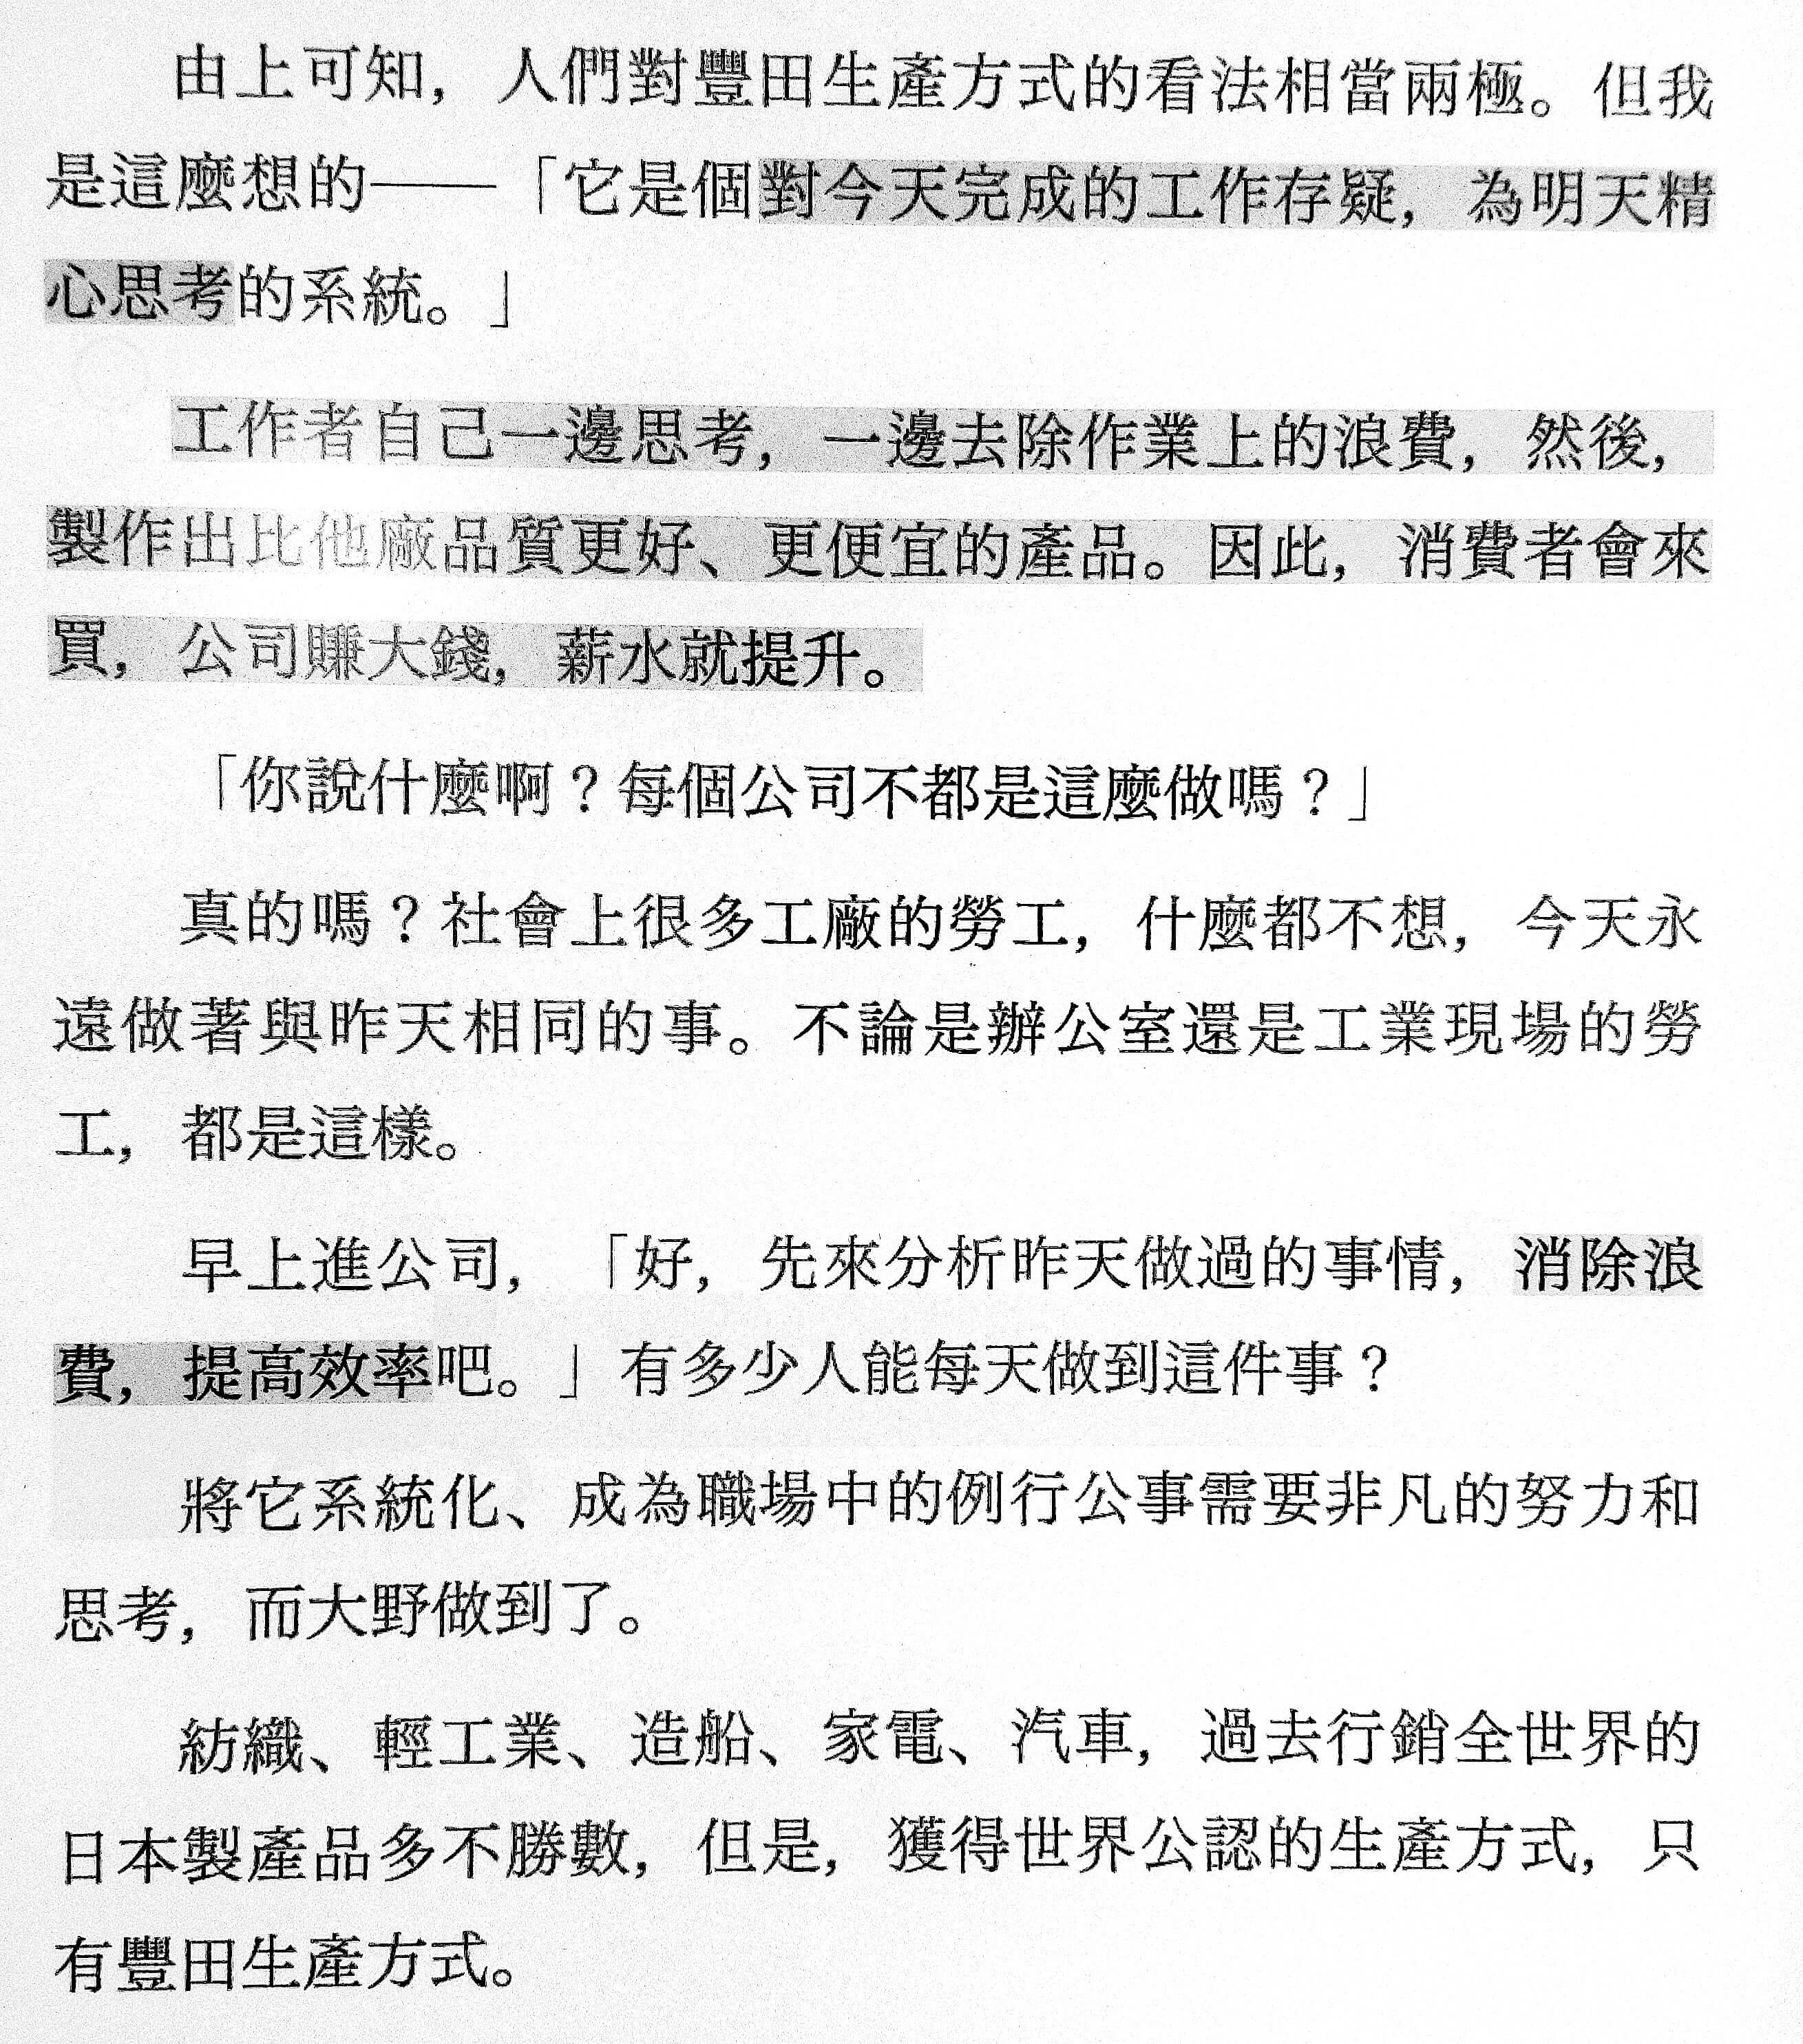 由上可知，人們對豐田生產方式的看法相當兩極。但我
是這麼想的——「它是個對今天完成的工作存疑，為明天精
心思考的系統。」
工作者自己一邊思考，一邊去除作業上的浪費，然後，
製作出比他廠品質更好、更便宜的產品。因此，消費者會來
買，公司賺大錢，薪水就提升。
「你說什麼啊？每個公司不都是這麼做嗎？」
真的嗎？社會上很多工廠的勞工，什麼都不想，今天永
遠做著與昨天相同的事。不論是辦公室還是工業現場的勞
工，都是這樣。
早上進公司，「好，先來分析昨天做過的事情，消除浪
費，提高效率吧。」有多少人能每天做到這件事？
將它系統化、成為職場中的例行公事需要非凡的努力和
思考，而大野做到了。
紡織、輕工業、造船、家電、汽車，過去行銷全世界的
日本製產品多不勝數，但是，獲得世界公認的生產方式，只
有豐田生產方式。